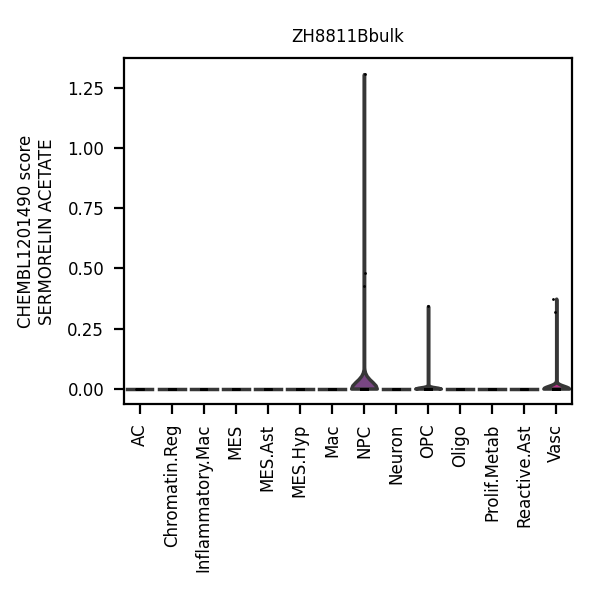 ZH8811Bbulk
CHEMBL1201490 score
SERMORELIN ACETATE
1.25
1.00
0.75
0.50
0.25
0.00
AC
Chromatin.Reg
Inflammatory.Mac
MES
MES.Ast
MES.Hyp
Mac
NPC
Neuron
OPC
Oligo
Prolif.Metab
Reactive.Ast
Vasc